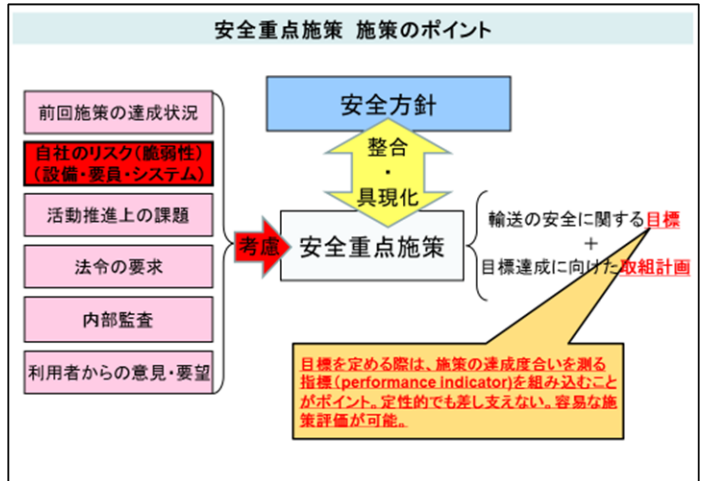 安全重点施策 施策のポイント
前回施策の達成状況
自社のリスク(脆弱性)
(設備・要員・システム)
活動推進上の課題
法令の要求
内部監査
利用者からの意見・要望
考慮
安全方針
整合
・
具現化
安全重点施策
輸送の安全に関する目標
+
目標達成に向けた取組計画
目標を定める際は、施策の達成度合いを測る
指標(performance indicator)を組み込むこと
がポイント。定性的でも差し支えない。容易な施
策評価が可能。